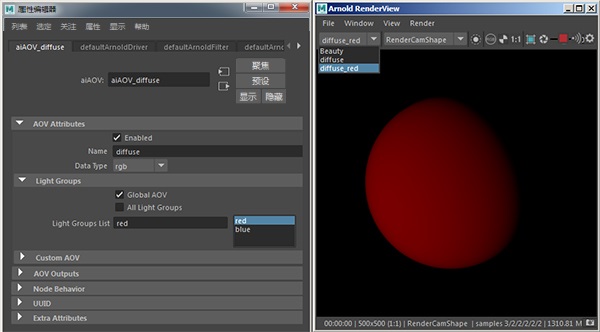 属性编辑器
列表 选定 关注 属性 显示 帮助
aiAOV_diffuse defaultArnoldDriver defaultArnoldFilter defaultArno
聚焦
aiAOV: aiAOV_diffuse
预设
显示 隐藏
AOV Attributes
Enabled
Name diffuse
Data Type rgb
Light Groups
Global AOV
All Light Groups
Light Groups List red
red
blue
Custom AOV
AOV Outputs
Node Behavior
UUID
Extra Attributes
Arnold RenderView
File Window View Render
diffuse_red RenderCamShape 1:1
Beauty
diffuse
diffuse_red
00:00:00 | 500x500 (1:1) | RenderCamShape | samples 3/2/2/2/2/2 | 1310.81 M